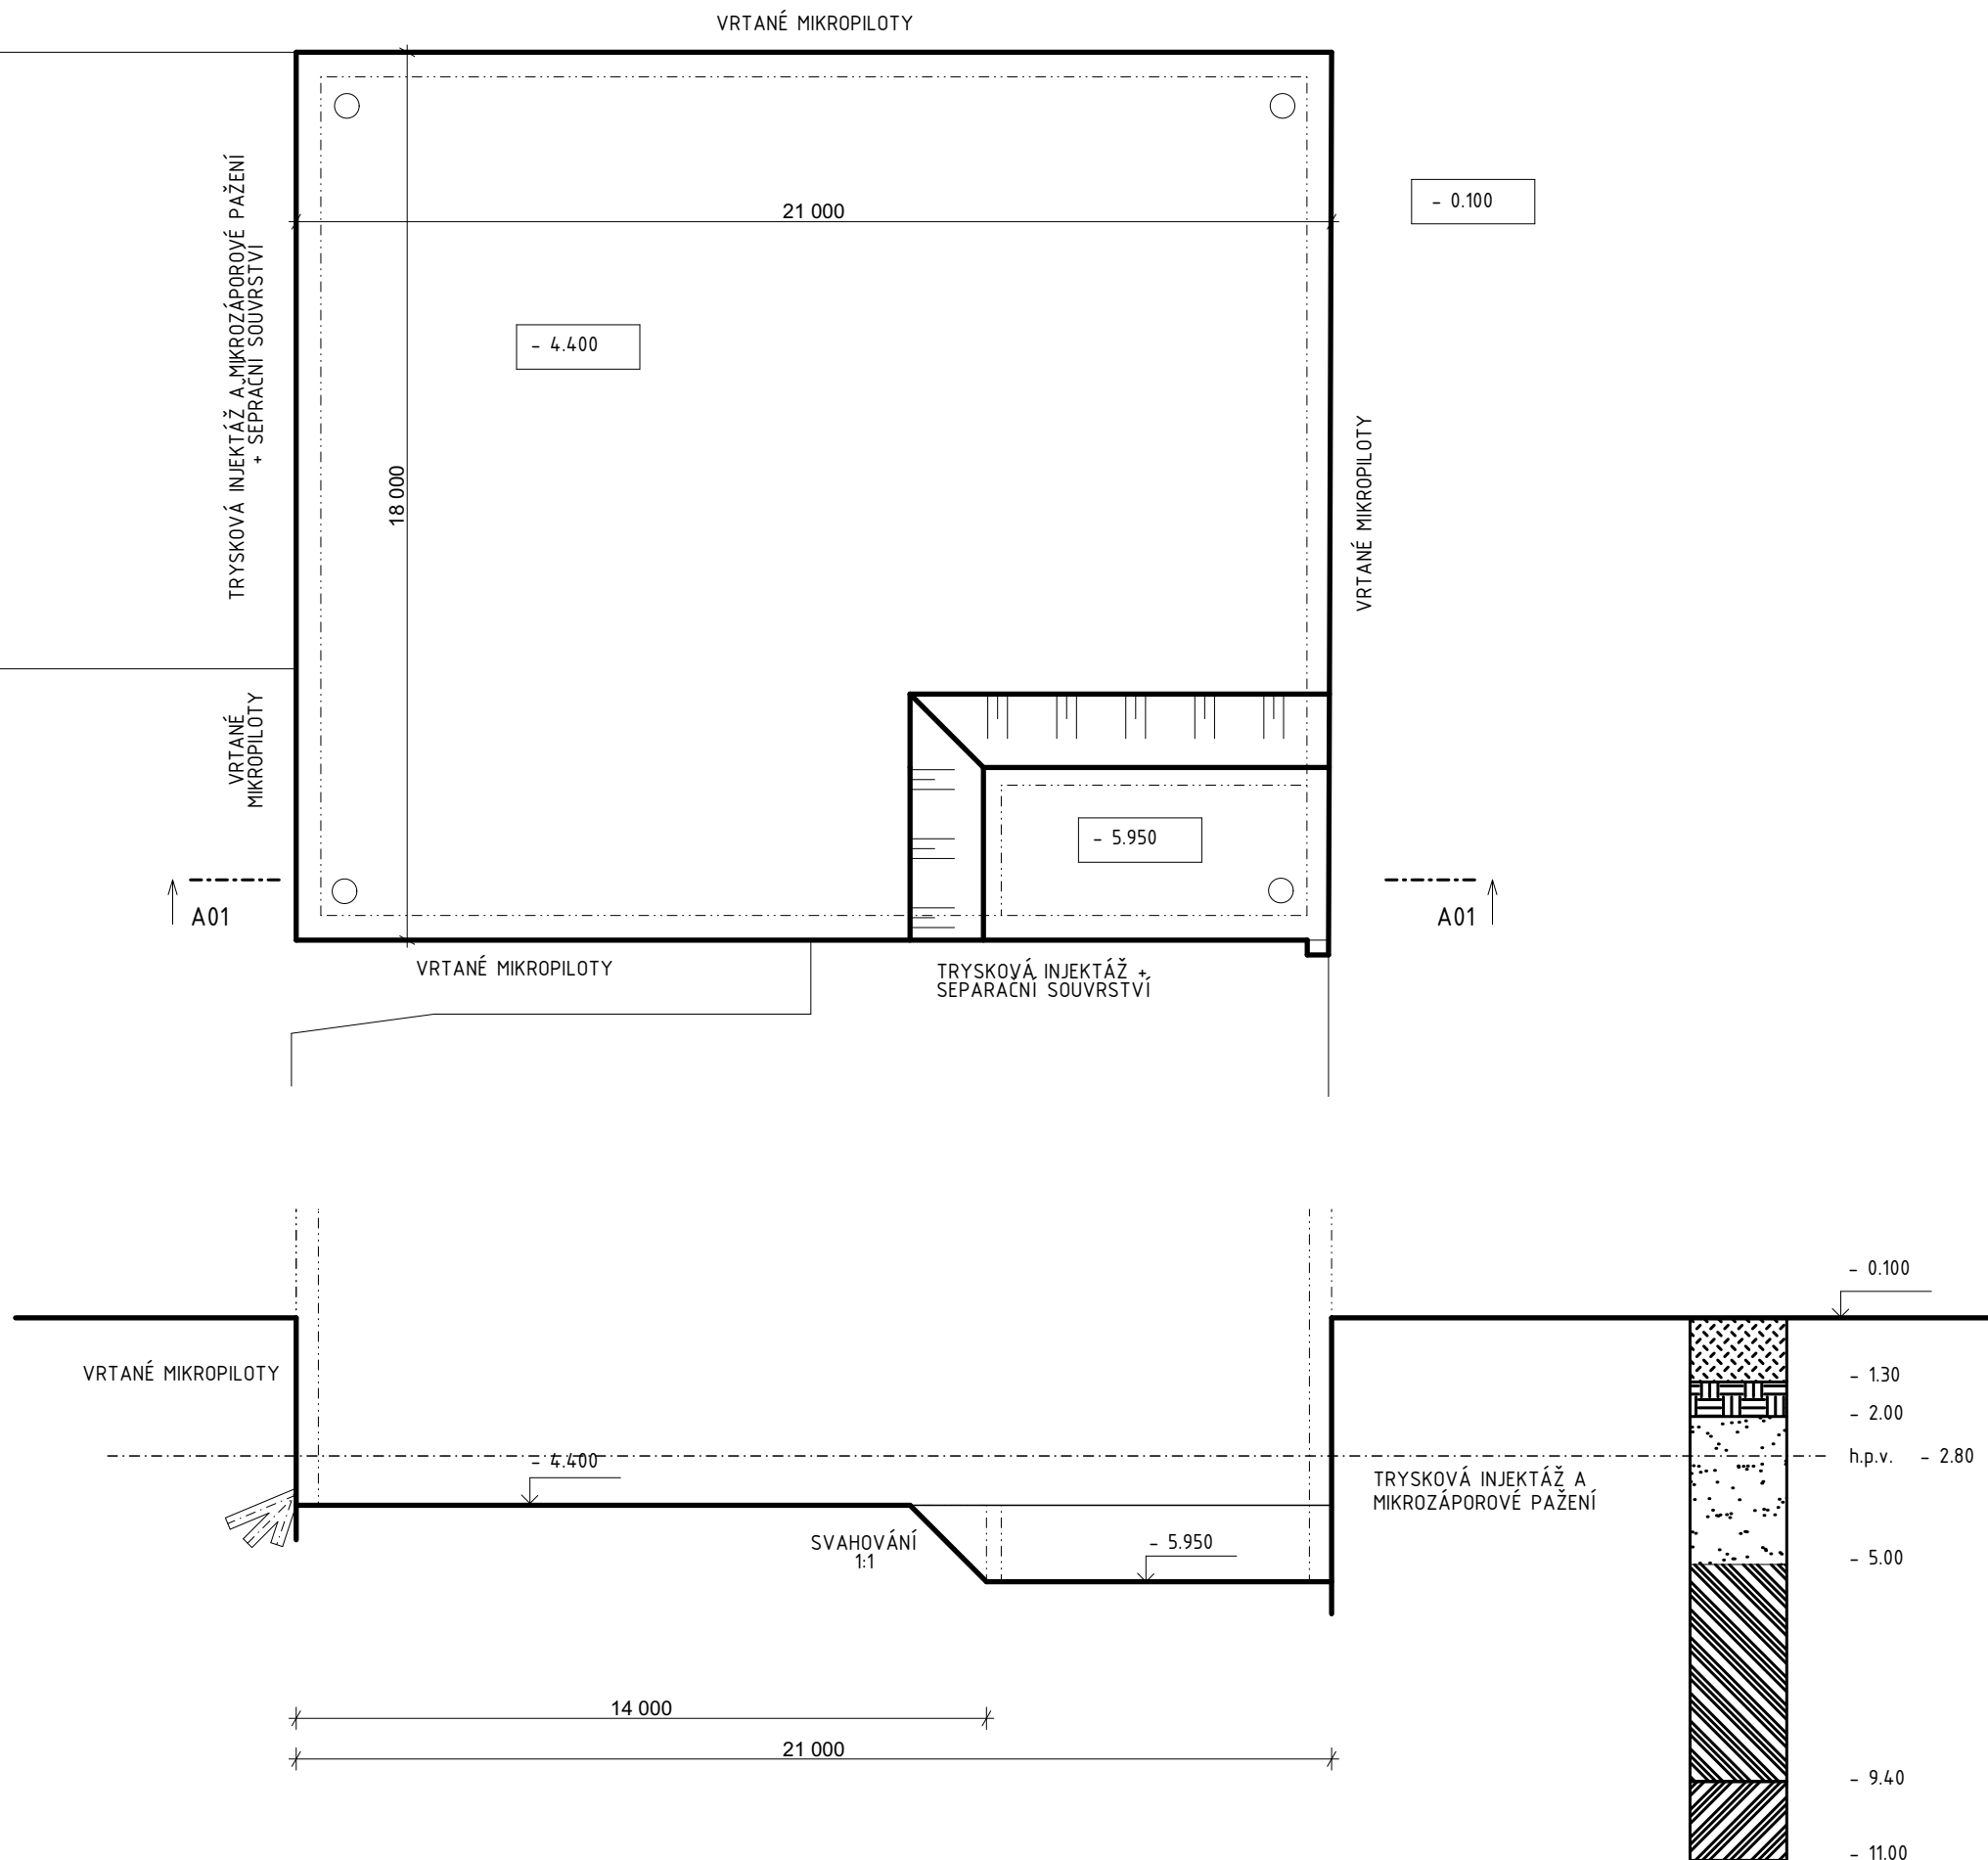 VRTANÉ MIKROPILOTY
TRYSKOVÁ INJEKTÁŽ A MIKROZÁPOROVÉ PAŽENÍ
+ SEPRAČNÍ SOUVRSTVÍ
21 000
- 0.100
- 4.400
18 000
VRTANÉ MIKROPILOTY
VRTANÉ
MIKROPILOTY
- 5.950
A01
A01
VRTANÉ MIKROPILOTY
TRYSKOVÁ INJEKTÁŽ +
SEPARAČNÍ SOUVRSTVÍ
- 0.100
VRTANÉ MIKROPILOTY
- 1.30
- 2.00
- 4.400
h.p.v. - 2.80
TRYSKOVÁ INJEKTÁŽ A
MIKROZÁPOROVÉ PAŽENÍ
SVAHOVÁNÍ
1:1
- 5.950
- 5.00
14 000
21 000
- 9.40
- 11.00